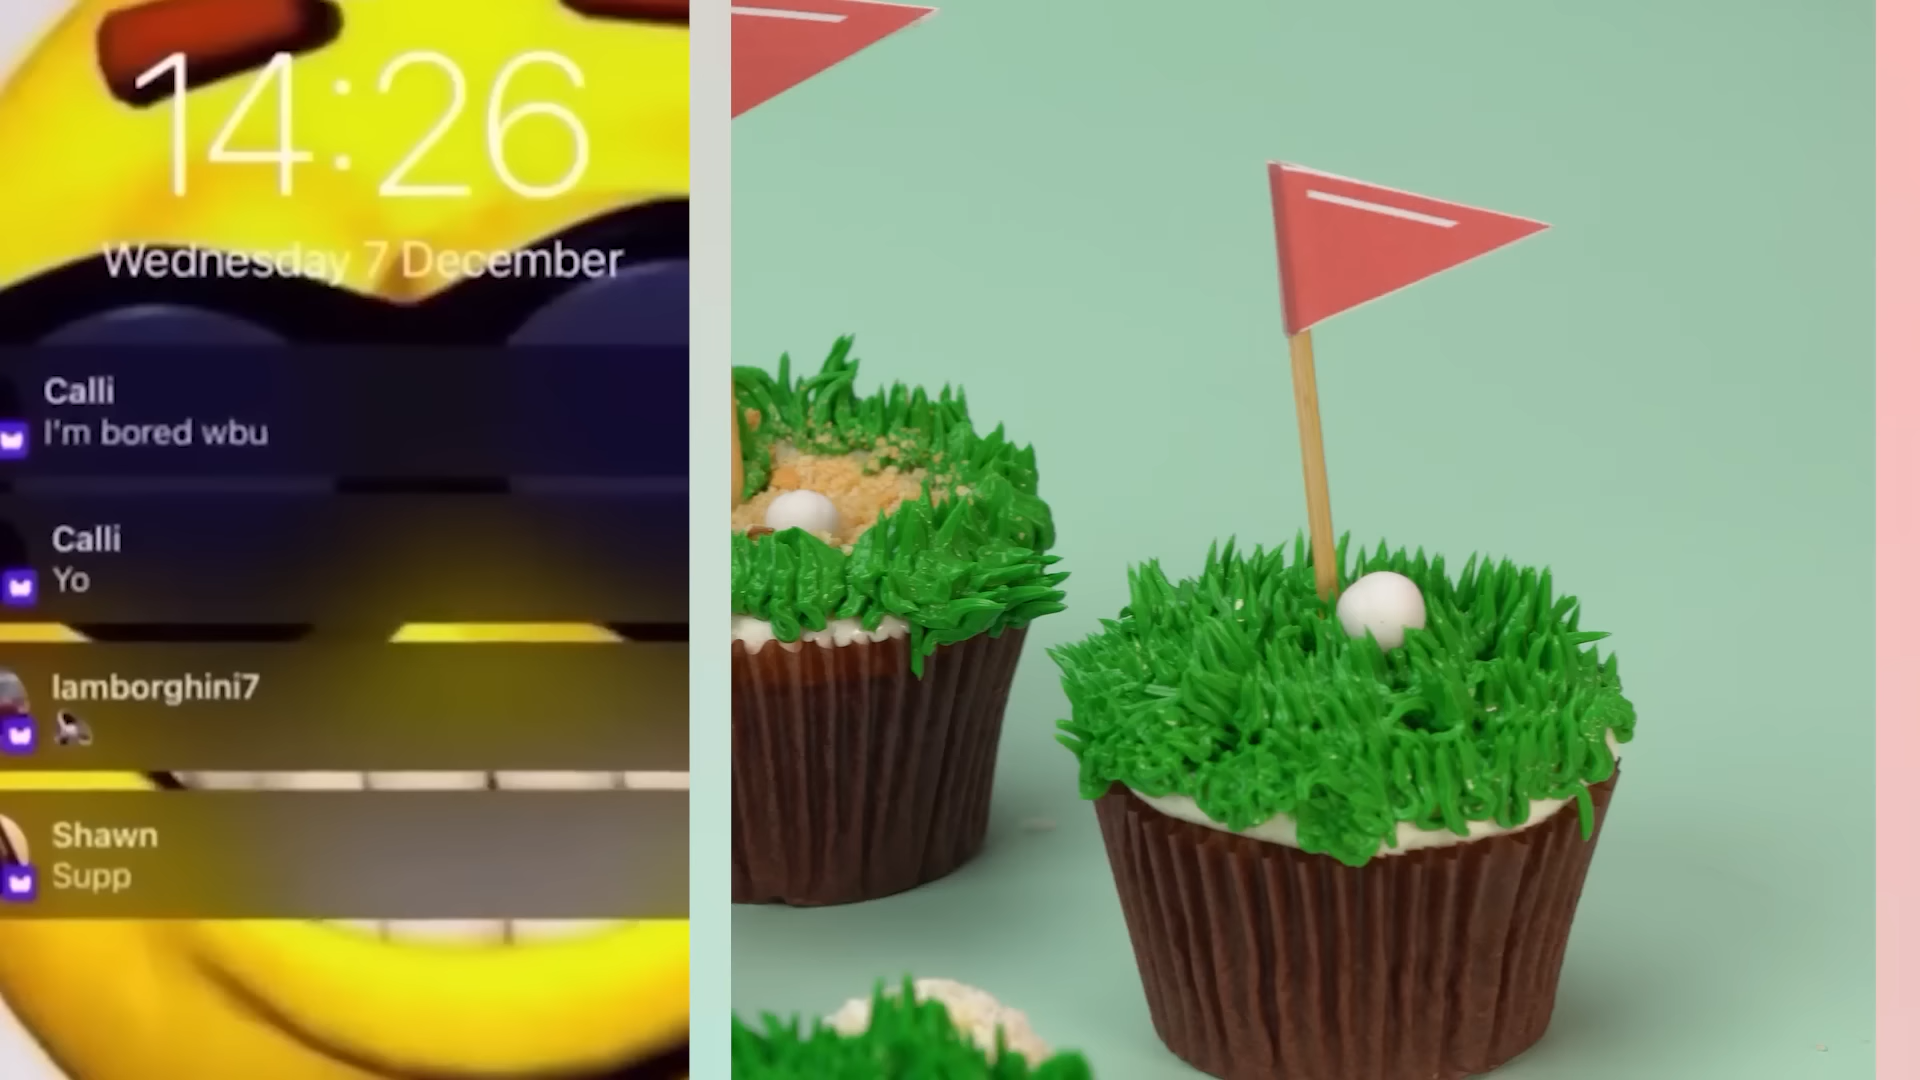 14:26
Wednesday 7 December
Calli
I'm bored wbu
Calli
Yo
lamborghini7
Shawn
Supp